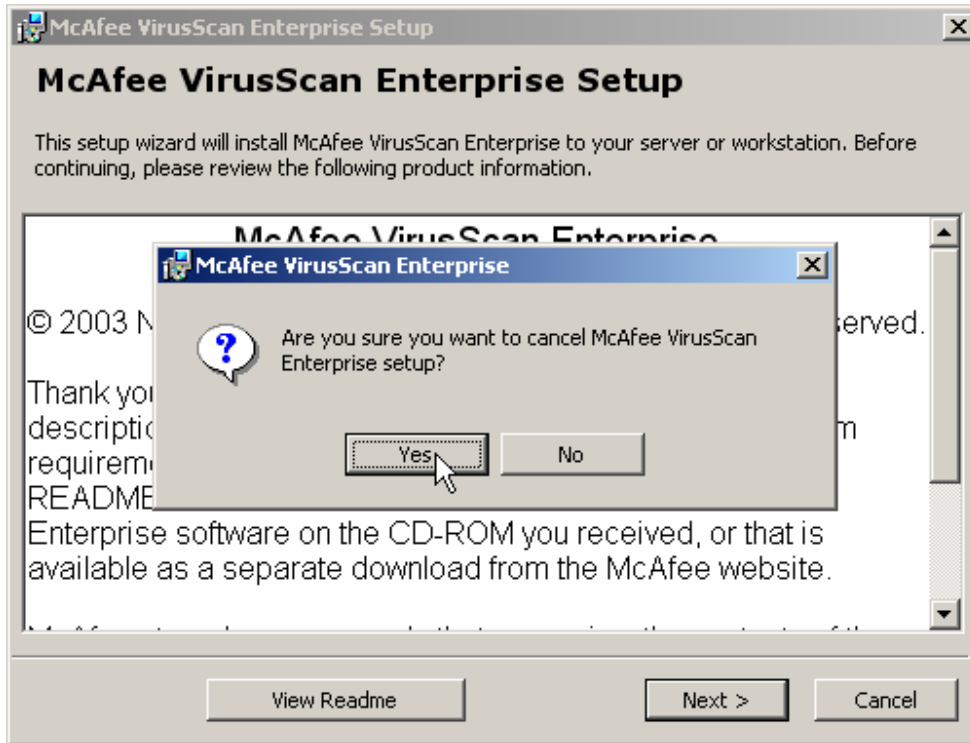 McAfee VirusScan Enterprise Setup
McAfee VirusScan Enterprise Setup
This setup wizard will install McAfee VirusScan Enterprise to your server or workstation. Before
continuing, please review the following product information.
McAfee VirusScan Enterprise
McAfee VirusScan Enterprise
© 2003 N
erved.
Are you sure you want to cancel McAfee VirusScan
Enterprise setup?
Thank you
descriptio
m
requireme
Yes
No
README
Enterprise software on the CD-ROM you received, or that is
available as a separate download from the McAfee website.
View Readme
Next >
Cancel